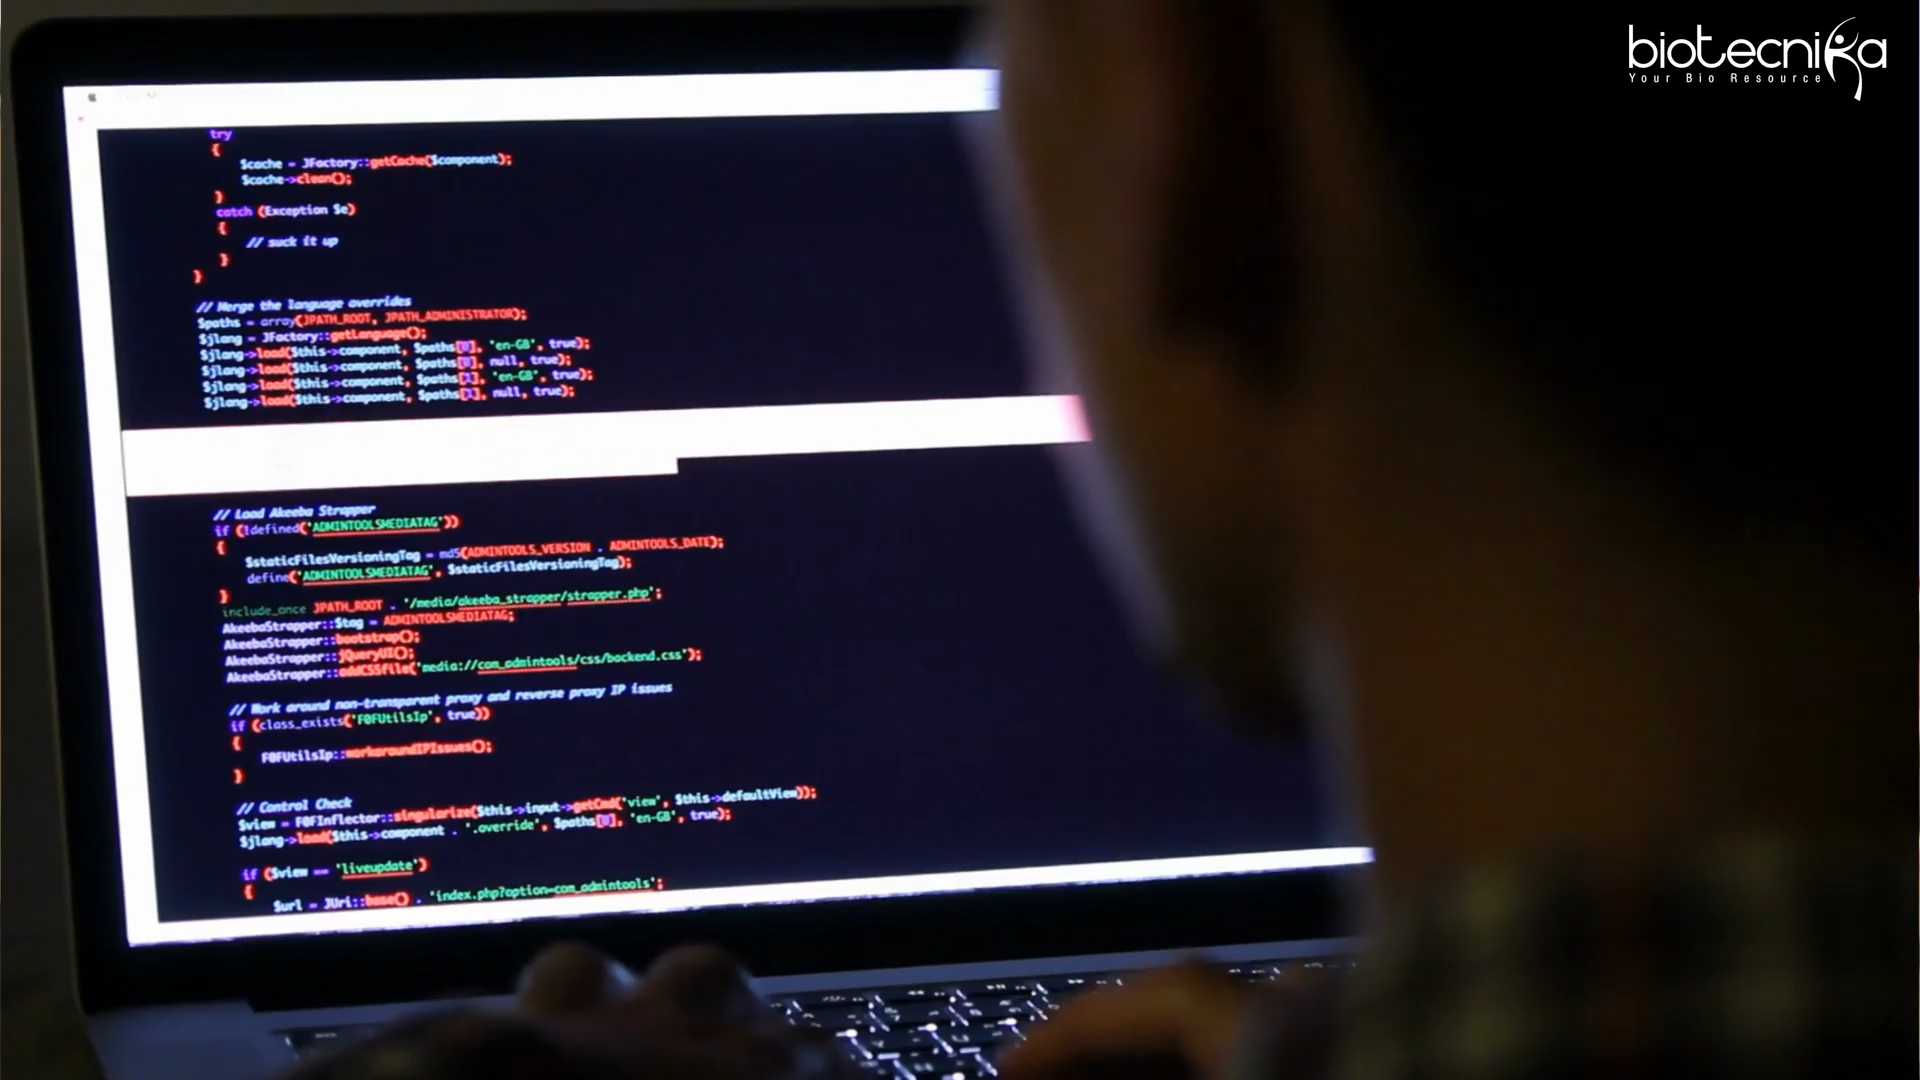 biotecnika
Your Bio Resource
try
{
$cache = JFactory::getCache($component);
$cache->clean();
}
catch (Exception $e)
{
// suck it up
}
}
// Merge the language overrides
$paths = array(JPATH_ROOT, JPATH_ADMINISTRATOR);
$jlang = JFactory::getLanguage();
$jlang->load($this->component, $paths[0], 'en-GB', true);
$jlang->load($this->component, $paths[0], null, true);
$jlang->load($this->component, $paths[1], 'en-GB', true);
$jlang->load($this->component, $paths[1], null, true);
// Load Akeeba Strapper
if (!defined('ADMINTOOLSMEDIATAG'))
{
$staticFilesVersioningTag = md5(ADMINTOOLS_VERSION . ADMINTOOLS_DATE);
define('ADMINTOOLSMEDIATAG', $staticFilesVersioningTag);
}
include_once JPATH_ROOT . '/media/akeeba_strapper/strapper.php';
AkeebaStrapper::$tag = ADMINTOOLSMEDIATAG;
AkeebaStrapper::bootstrap();
AkeebaStrapper::jQueryUI();
AkeebaStrapper::addCSSfile('media://com_admintools/css/backend.css');
// Work around non-transparent proxy and reverse proxy IP issues
if (class_exists('F0FUtilsIp', true))
{
F0FUtilsIp::workaroundIPIssues();
}
// Control Check
$view = F0FInflector::singularize($this->input->getCmd('view', $this->defaultView));
$jlang->load($this->component . '.override', $paths[0], 'en-GB', true);
if ($view == 'liveupdate')
{
$url = JUri::base() . 'index.php?option=com_admintools';